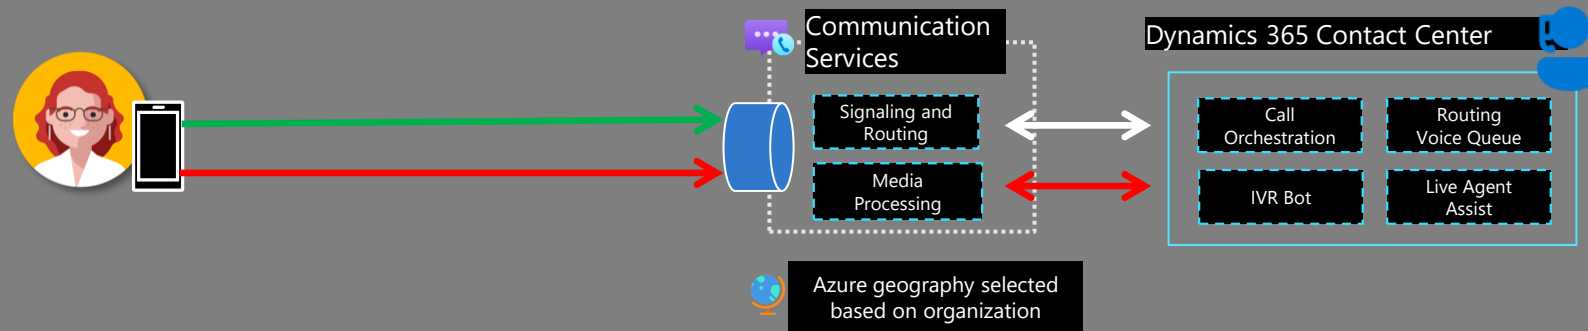 Communication
Services
Dynamics 365 Contact Center
Signaling and
Routing
Media
Processing
Call
Orchestration
Routing
Voice Queue
IVR Bot
Live Agent
Assist
Azure geography selected
based on organization